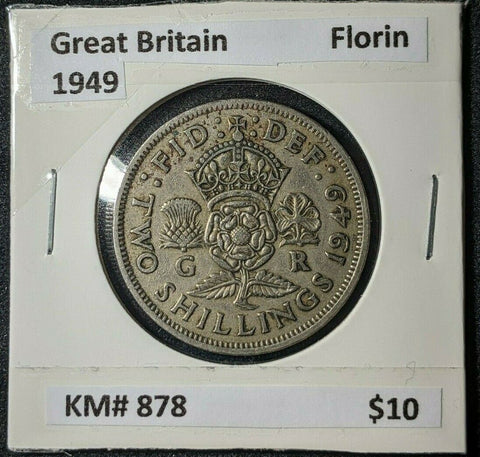 Great Britain Florin
1949
:FID:DEF:1949
TWO SHILLINGS
G R
KM# 878 $10